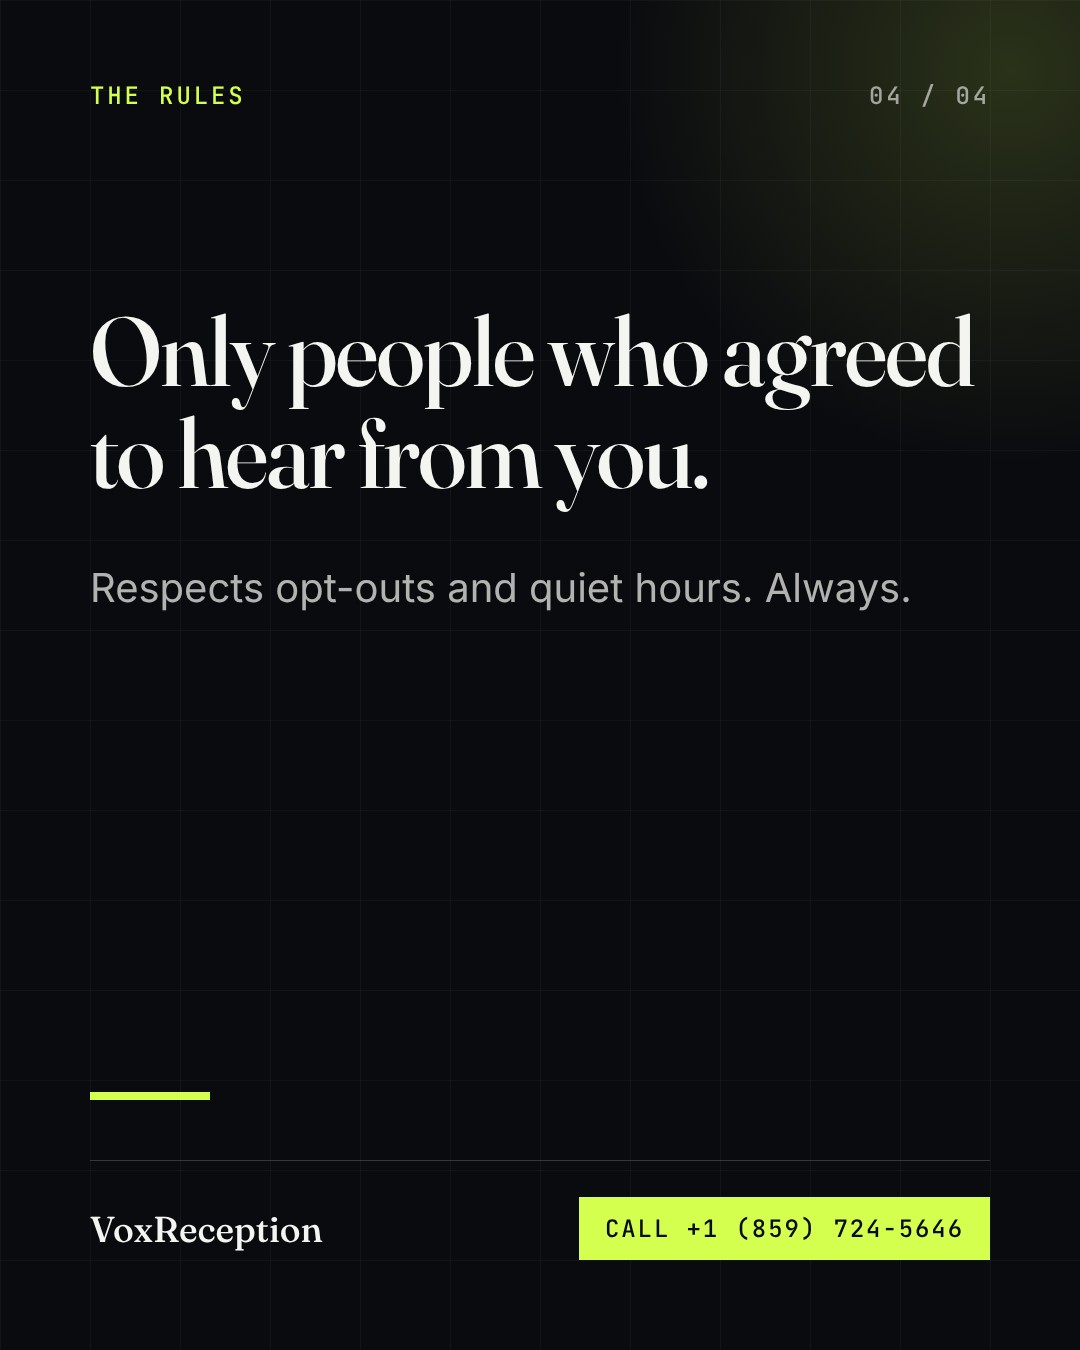 THE RULES
04 / 04
Only people who agreed
to hear from you.
Respects opt-outs and quiet hours. Always.
VoxReception
CALL +1 (859) 724-5646